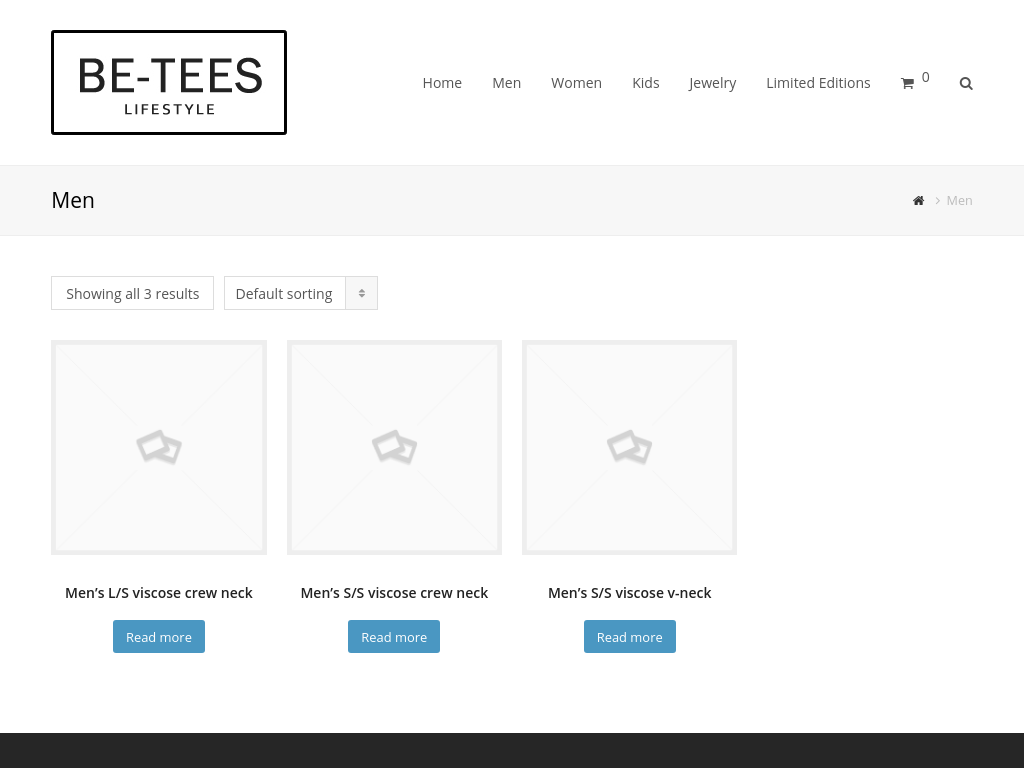 BE-TEES
LIFESTYLE
Home Men Women Kids Jewelry Limited Editions 0
Men
Men
Showing all 3 results Default sorting
Men’s L/S viscose crew neck Men’s S/S viscose crew neck Men’s S/S viscose v-neck
Read more Read more Read more